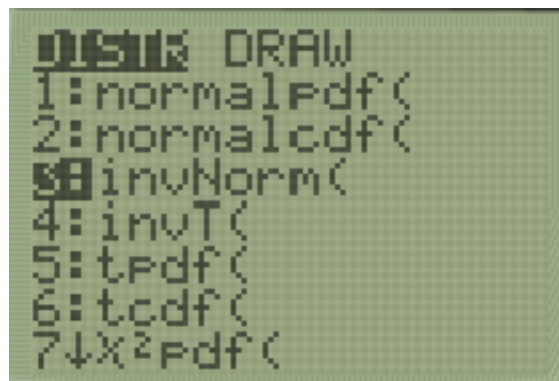 DISTR DRAW
1:normalpdf(
2:normalcdf(
3:invNorm(
4:invT(
5:tpdf(
6:tcdf(
7↓χ²pdf(